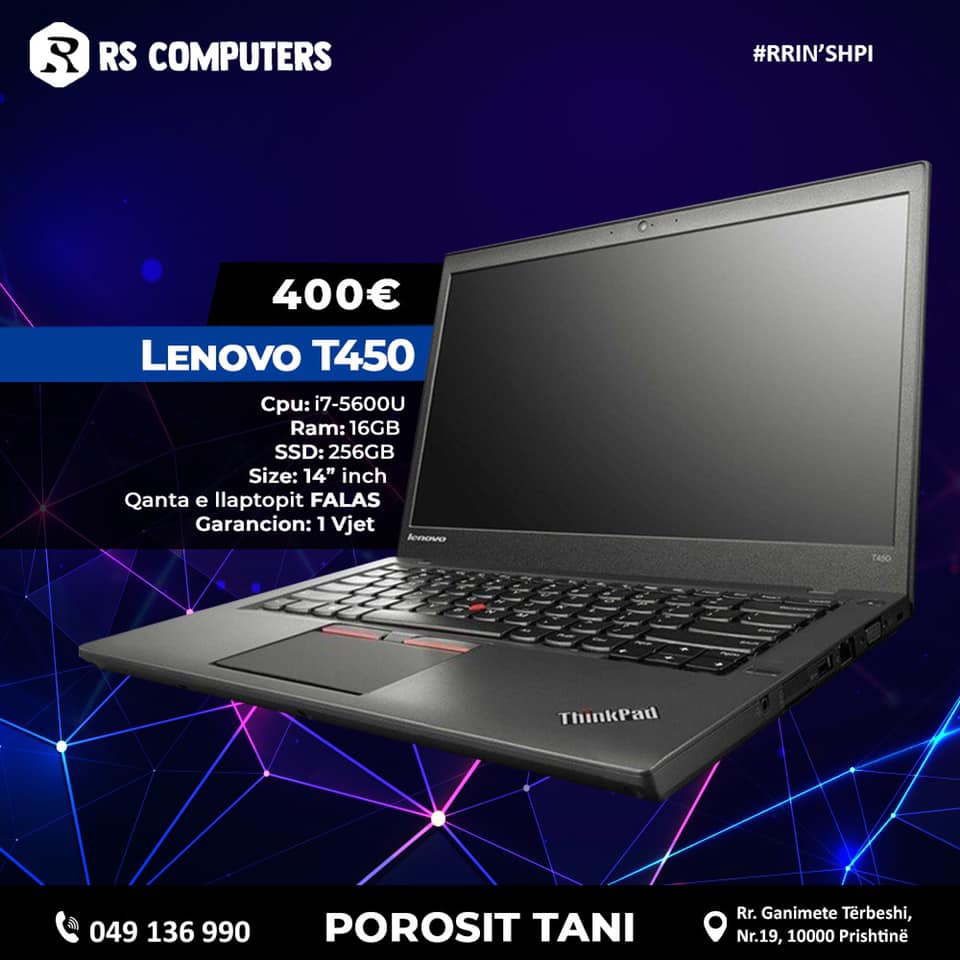 RS COMPUTERS
#RRIN'SHPI
400€
LENOVO T450
Cpu: i7-5600U
Ram: 16GB
SSD: 256GB
Size: 14” inch
Qanta e llaptopit FALAS
Garancion: 1 Vjet
lenovo
T450
ThinkPad
049 136 990
POROSIT TANI
Rr. Ganimete Tërbeshi,
Nr.19, 10000 Prishtinë